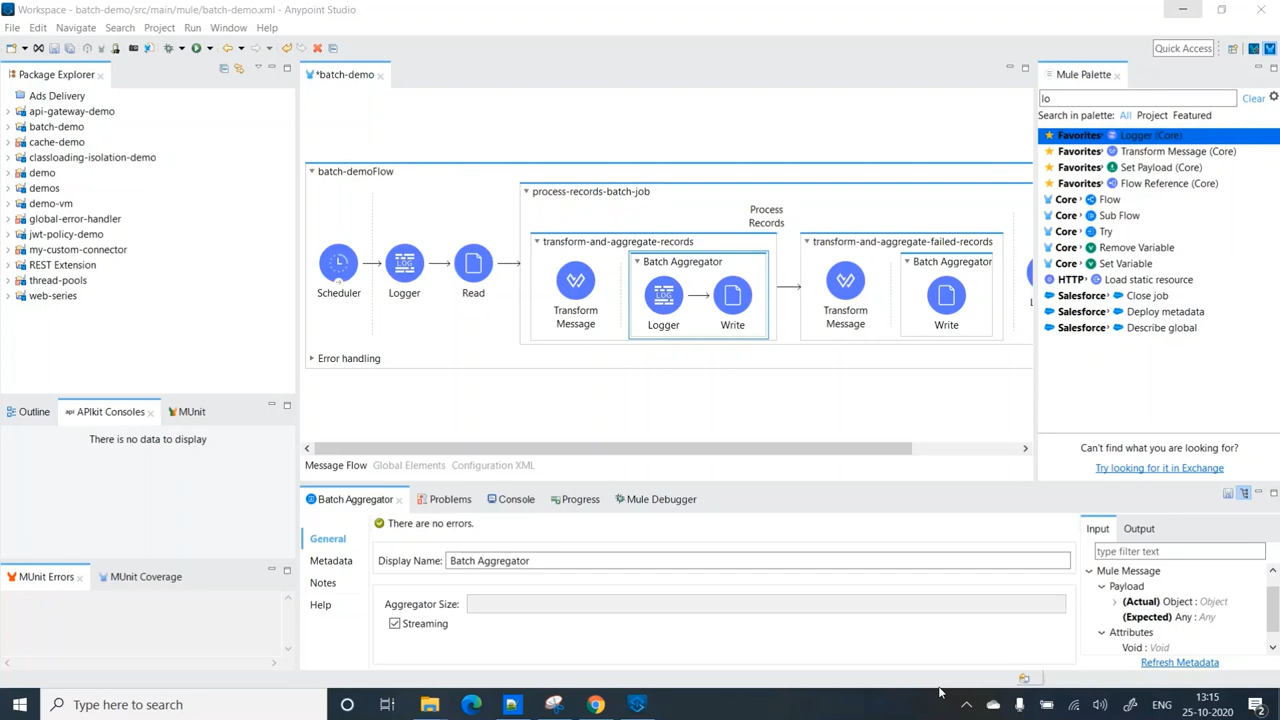 Workspace - batch-demo/src/main/mule/batch-demo.xml - Anypoint Studio
File Edit Navigate Search Project Run Window Help
Quick Access
Package Explorer
*batch-demo
Mule Palette
Ads Delivery
api-gateway-demo
batch-demo
cache-demo
classloading-isolation-demo
demo
demos
demo-vm
global-error-handler
jwt-policy-demo
my-custom-connector
REST Extension
thread-pools
web-series
lo
Clear
Search in palette: All Project Featured
Favorites Logger (Core)
Favorites Transform Message (Core)
Favorites Set Payload (Core)
Favorites Flow Reference (Core)
Core Flow
Core Sub Flow
Core Try
Core Remove Variable
Core Set Variable
HTTP Load static resource
Salesforce Close job
Salesforce Deploy metadata
Salesforce Describe global
Can't find what you are looking for?
Try looking for it in Exchange
batch-demoFlow
process-records-batch-job
Process
Records
transform-and-aggregate-records
transform-and-aggregate-failed-records
Batch Aggregator
Batch Aggregator
LOG
LOG
Scheduler
Logger
Read
Transform
Message
Logger
Write
Transform
Message
Write
Error handling
Message Flow Global Elements Configuration XML
Outline APIkit Consoles MUnit
There is no data to display
MUnit Errors MUnit Coverage
Batch Aggregator Problems Console Progress Mule Debugger
There are no errors.
General
Metadata
Notes
Help
Display Name: Batch Aggregator
Aggregator Size:
Streaming
Input Output
type filter text
Mule Message
Payload
(Actual) Object : Object
(Expected) Any : Any
Attributes
Void : Void
Refresh Metadata
Type here to search
ENG
13:15
25-10-2020
2